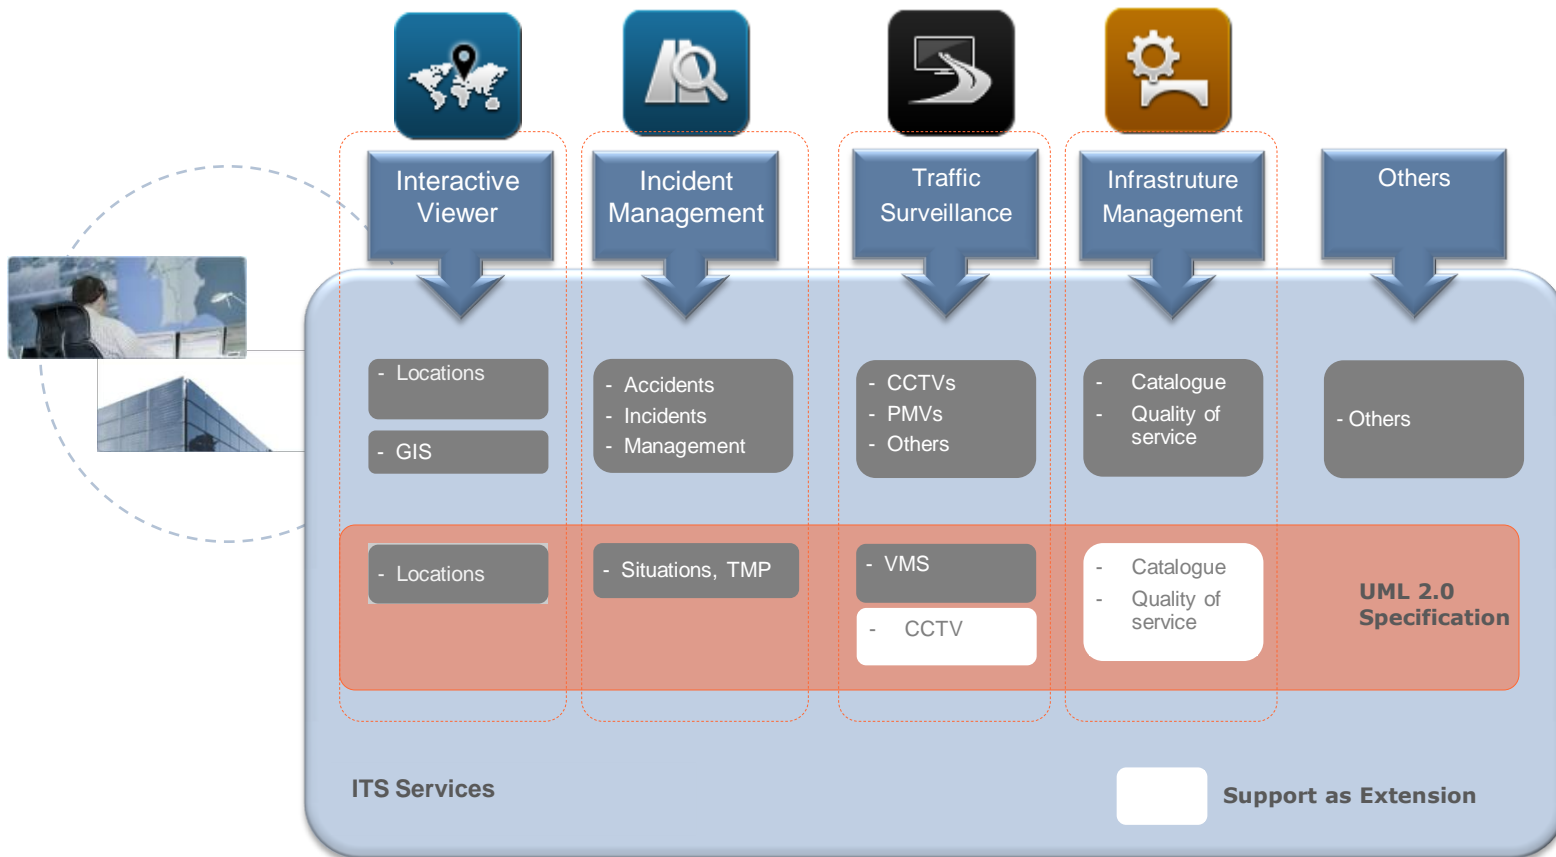 Interactive
Viewer
Incident
Management
Traffic
Surveillance
Infrastruture
Management
Others
- Locations
- GIS
- Accidents
- Incidents
- Management
- CCTVs
- PMVs
- Others
- Catalogue
- Quality of
service
- Others
- Locations
- Situations, TMP
- VMS
- CCTV
- Catalogue
- Quality of
service
UML 2.0
Specification
ITS Services
Support as Extension